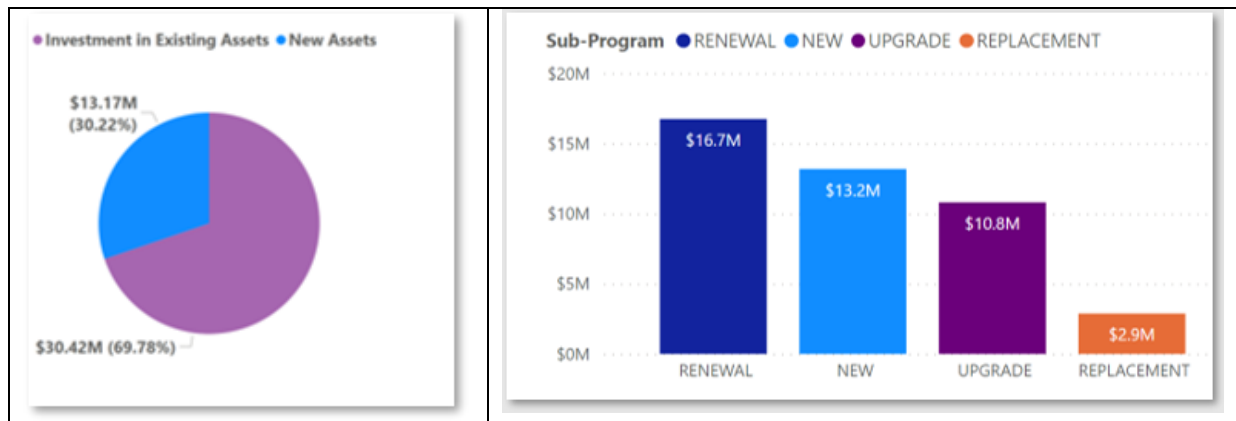 Investment in Existing Assets New Assets
$13.17M
(30.22%)
$30.42M (69.78%)
Sub-Program RENEWAL NEW UPGRADE REPLACEMENT
$20M
$15M
$10M
$5M
$0M
$16.7M
$13.2M
$10.8M
$2.9M
RENEWAL NEW UPGRADE REPLACEMENT